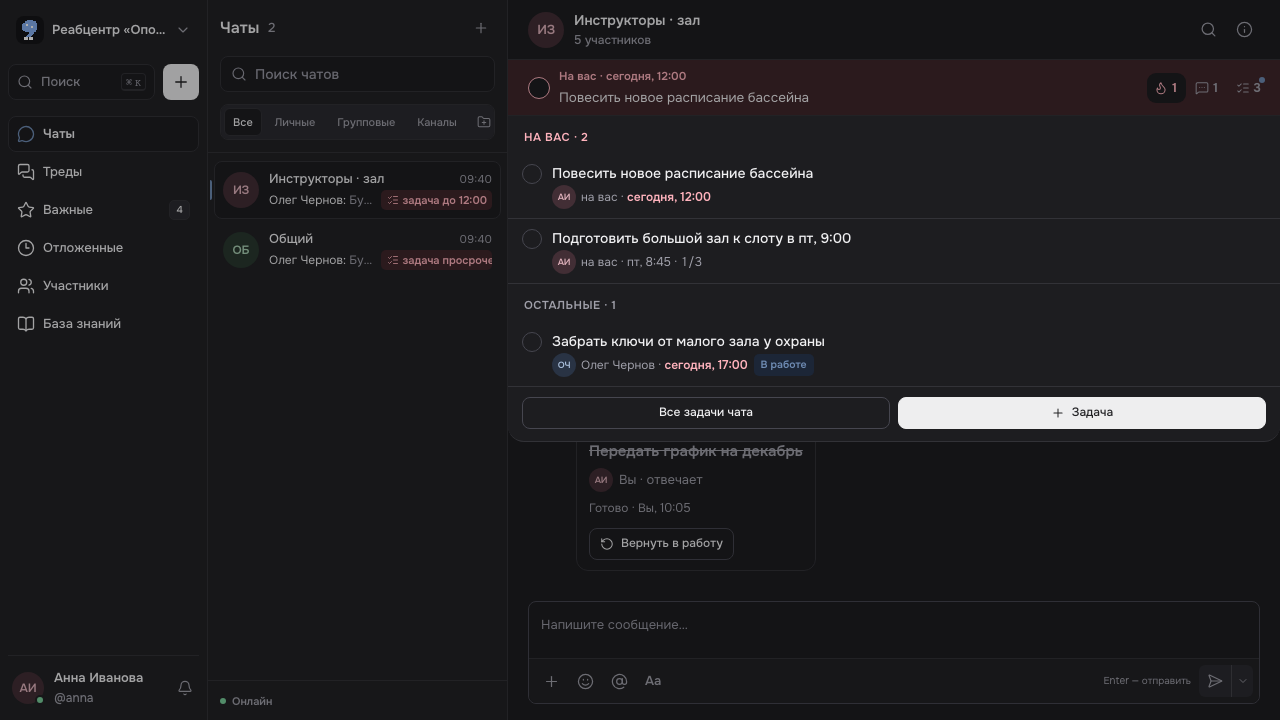 Реабцентр «Опо...
Поиск
⌘ K
Чаты
Треды
Важные
4
Отложенные
Участники
База знаний
АИ
Анна Иванова
@anna
Чаты 2
Поиск чатов
Все
Личные
Групповые
Каналы
ИЗ
Инструкторы · зал
09:40
Олег Чернов: Бу...
задача до 12:00
ОБ
Общий
09:40
Олег Чернов: Бу...
задача просроче
Онлайн
ИЗ
Инструкторы · зал
5 участников
На вас · сегодня, 12:00
Повесить новое расписание бассейна
1
1
3
НА ВАС · 2
Повесить новое расписание бассейна
АИ
на вас · сегодня, 12:00
Подготовить большой зал к слоту в пт, 9:00
АИ
на вас · пт, 8:45 · 1/3
ОСТАЛЬНЫЕ · 1
Забрать ключи от малого зала у охраны
ОЧ
Олег Чернов · сегодня, 17:00
В работе
Все задачи чата
Задача
Передать график на декабрь
АИ
Вы · отвечает
Готово · Вы, 10:05
Вернуть в работу
Напишите сообщение...
Aa
Enter — отправить